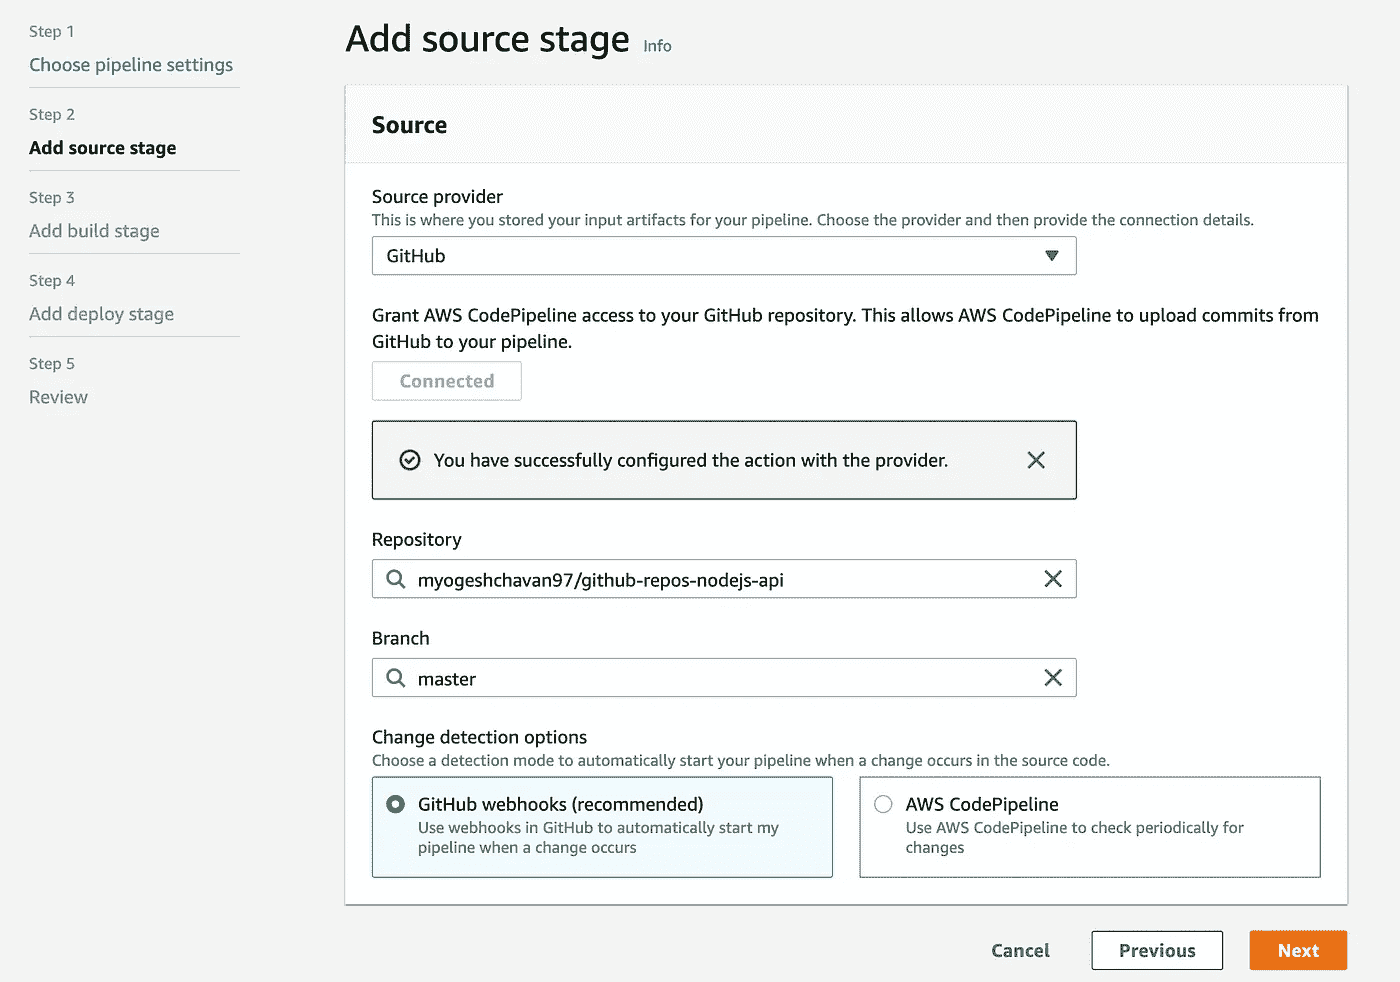 Step 1
Choose pipeline settings
Step 2
Add source stage
Step 3
Add build stage
Step 4
Add deploy stage
Step 5
Review
Add source stage Info
Source
Source provider
This is where you stored your input artifacts for your pipeline. Choose the provider and then provide the connection details.
GitHub
Grant AWS CodePipeline access to your GitHub repository. This allows AWS CodePipeline to upload commits from
GitHub to your pipeline.
Connected
You have successfully configured the action with the provider.
Repository
myogeshchavan97/github-repos-nodejs-api
Branch
master
Change detection options
Choose a detection mode to automatically start your pipeline when a change occurs in the source code.
GitHub webhooks (recommended)
Use webhooks in GitHub to automatically start my
pipeline when a change occurs
AWS CodePipeline
Use AWS CodePipeline to check periodically for
changes
Cancel
Previous
Next